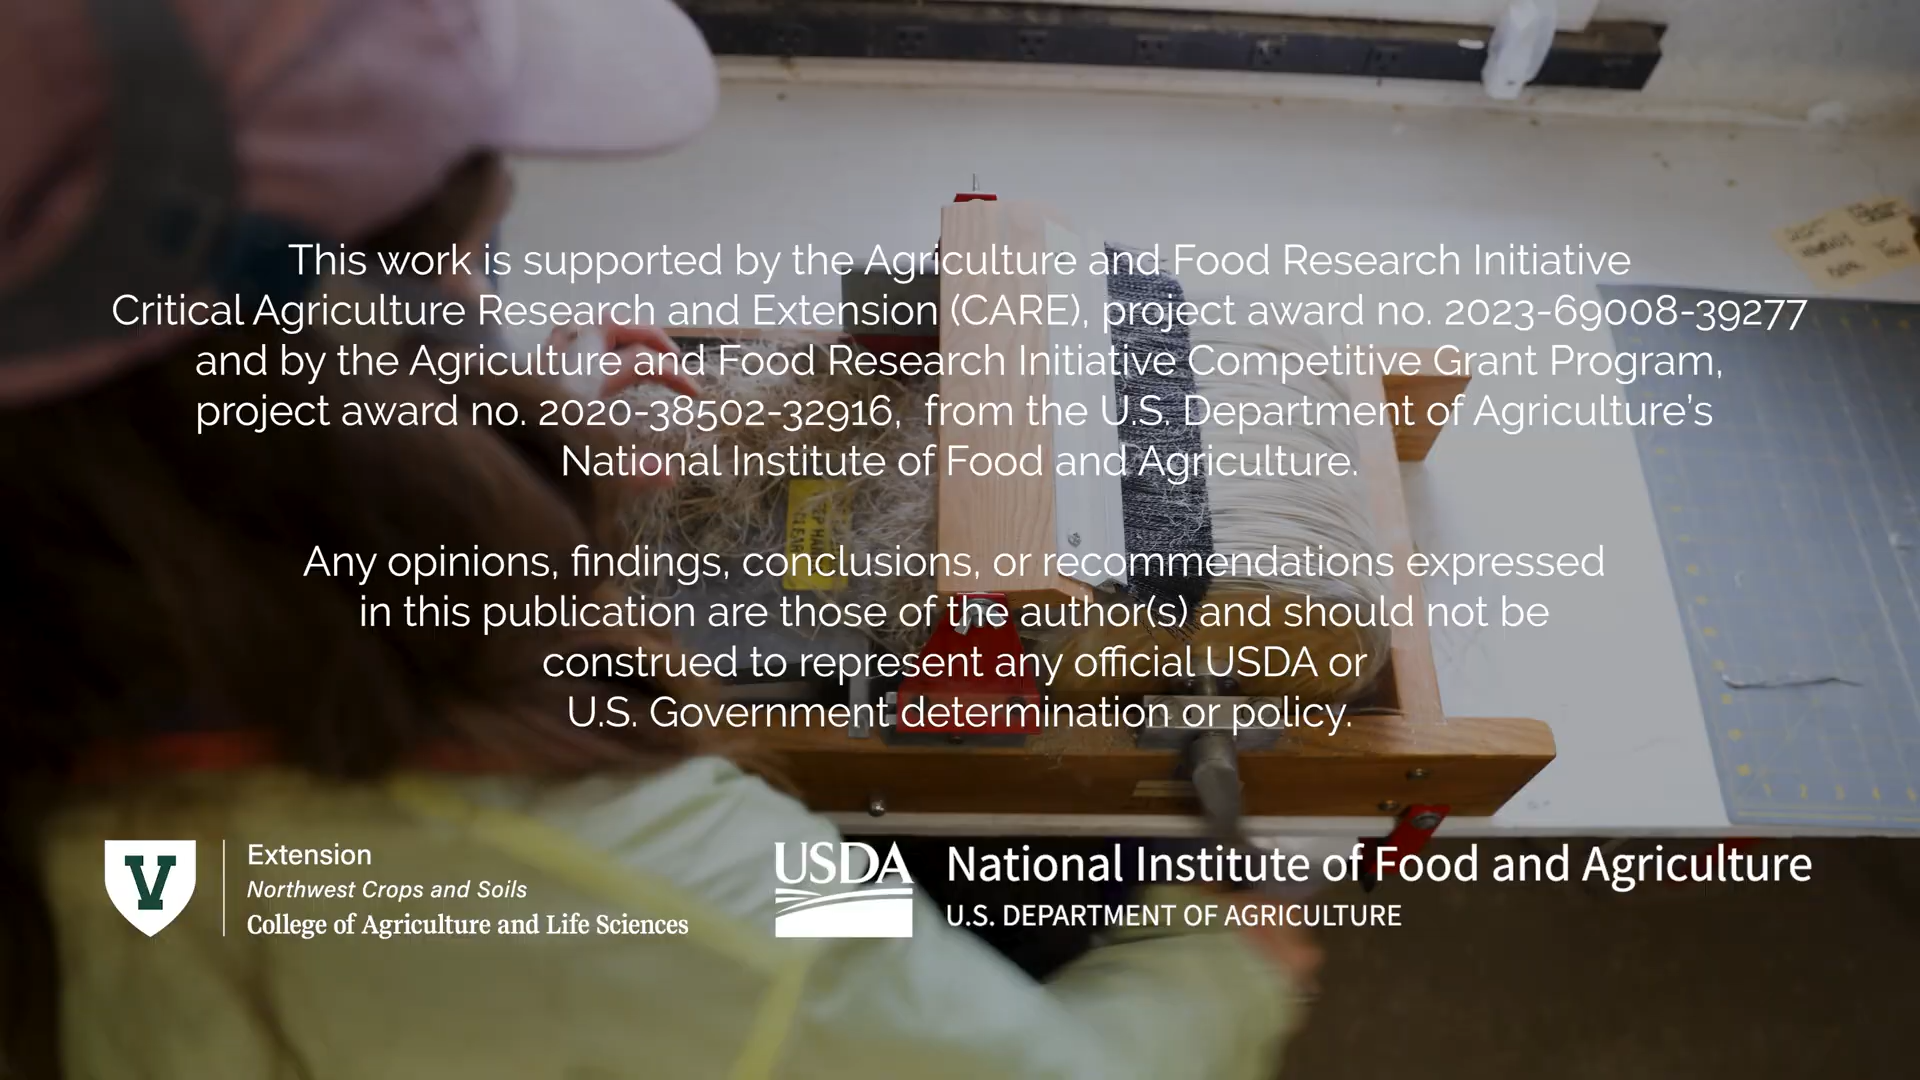 This work is supported by the Agriculture and Food Research Initiative
Critical Agriculture Research and Extension (CARE), project award no. 2023-69008-39277
and by the Agriculture and Food Research Initiative Competitive Grant Program,
project award no. 2020-38502-32916,  from the U.S. Department of Agriculture’s
National Institute of Food and Agriculture.
Any opinions, findings, conclusions, or recommendations expressed
in this publication are those of the author(s) and should not be
construed to represent any official USDA or
U.S. Government determination or policy.
V
Extension
Northwest Crops and Soils
College of Agriculture and Life Sciences
USDA
National Institute of Food and Agriculture
U.S. DEPARTMENT OF AGRICULTURE